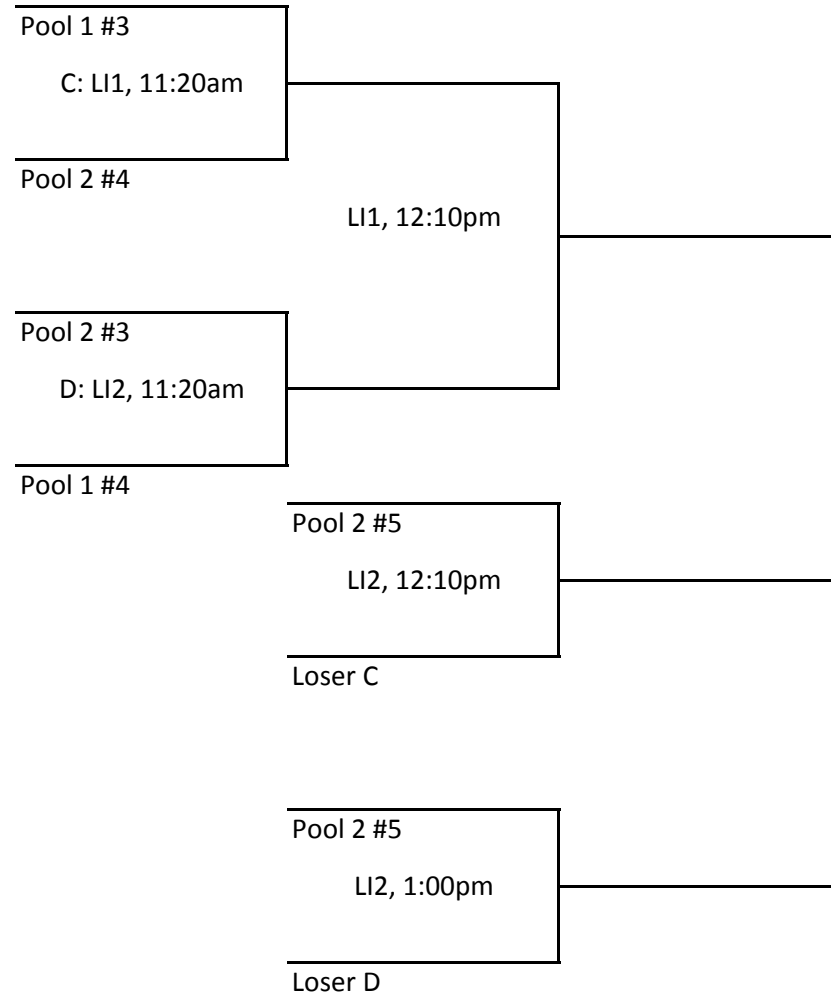 Pool 1 #3
C: LI1, 11:20am
Pool 2 #4
LI1, 12:10pm
Pool 2 #3
D: LI2, 11:20am
Pool 1 #4
Pool 2 #5
LI2, 12:10pm
Loser C
Pool 2 #5
LI2, 1:00pm
Loser D